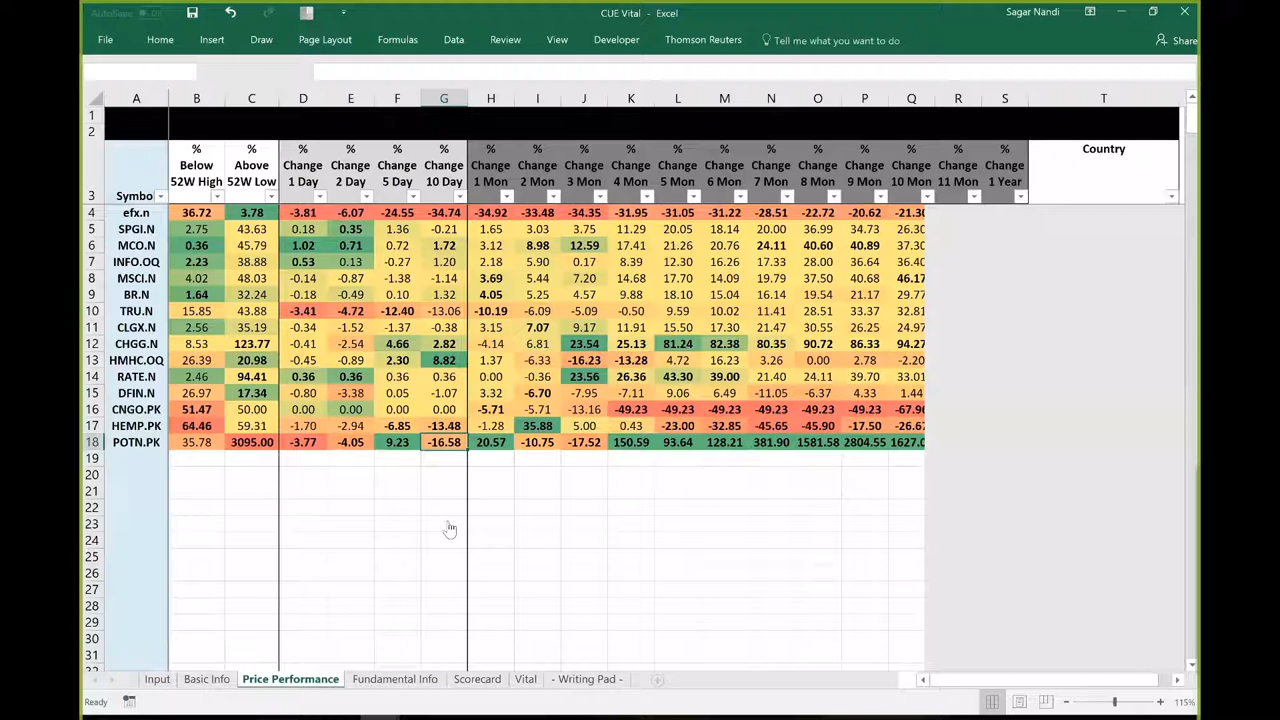 AutoSave Off CUE Vital - Excel Sagar Nandi
File Home Insert Draw Page Layout Formulas Data Review View Developer Thomson Reuters Tell me what you want to do Share
A B C D E F G H I J K L M N O P Q R S T
1
2
% % % % % % % % % % % % % % % % % % Country
Below Above Change Change Change Change Change Change Change Change Change Change Change Change Change Change Change Change
3 Symbo 52W High 52W Low 1 Day 2 Day 5 Day 10 Day 1 Mon 2 Mon 3 Mon 4 Mon 5 Mon 6 Mon 7 Mon 8 Mon 9 Mon 10 Mon 11 Mon 1 Year
4 efx.n 36.72 3.78 -3.81 -6.07 -24.55 -34.74 -34.92 -33.48 -34.35 -31.95 -31.05 -31.22 -28.51 -22.72 -20.62 -21.30
5 SPGI.N 2.75 43.63 0.18 0.35 1.36 -0.21 1.65 3.03 3.75 11.29 20.05 18.14 20.00 36.99 34.73 26.30
6 MCO.N 0.36 45.79 1.02 0.71 0.72 1.72 3.12 8.98 12.59 17.41 21.26 20.76 24.11 40.60 40.89 37.30
7 INFO.OQ 2.23 38.88 0.53 0.13 -0.27 1.20 2.18 5.90 0.17 8.39 12.30 16.26 17.33 28.00 36.64 36.40
8 MSCI.N 4.02 48.03 -0.14 -0.87 -1.38 -1.14 3.69 5.44 7.20 14.68 17.70 14.09 19.79 37.50 40.68 46.17
9 BR.N 1.64 32.24 -0.18 -0.49 0.10 1.32 4.05 5.25 4.57 9.88 18.10 15.04 16.14 19.54 21.17 29.77
10 TRU.N 15.85 43.88 -3.41 -4.72 -12.40 -13.06 -10.19 -6.09 -5.09 -0.50 9.59 10.02 11.41 28.51 33.37 32.81
11 CLGX.N 2.56 35.19 -0.34 -1.52 -1.37 -0.38 3.15 7.07 9.17 11.91 15.50 17.30 21.47 30.55 26.25 24.97
12 CHGG.N 8.53 123.77 -0.41 -2.54 4.66 2.82 -4.14 6.81 23.54 25.13 81.24 82.38 80.35 90.72 86.33 94.27
13 HMHC.OQ 26.39 20.98 -0.45 -0.89 2.30 8.82 1.37 -6.33 -16.23 -13.28 4.72 16.23 3.26 0.00 2.78 -2.20
14 RATE.N 2.46 94.41 0.36 0.36 0.36 0.36 0.00 -0.36 23.56 26.36 43.30 39.00 21.40 24.11 39.70 33.01
15 DFIN.N 26.97 17.34 -0.80 -3.38 0.05 -1.07 3.32 -6.70 -7.95 -7.11 9.06 6.49 -11.05 -6.37 4.33 1.44
16 CNGO.PK 51.47 50.00 0.00 0.00 0.00 0.00 -5.71 -5.71 -13.16 -49.23 -49.23 -49.23 -49.23 -49.23 -49.23 -67.96
17 HEMP.PK 64.46 59.31 -1.70 -2.94 -6.85 -13.48 -1.28 35.88 5.00 0.43 -23.00 -32.85 -45.65 -45.90 -17.50 -26.67
18 POTN.PK 35.78 3095.00 -3.77 -4.05 9.23 -16.58 20.57 -10.75 -17.52 150.59 93.64 128.21 381.90 1581.58 2804.55 1627.0
19
20
21
22
23
24
25
26
27
28
29
30
31
Input Basic Info Price Performance Fundamental Info Scorecard Vital - Writing Pad -
Ready 115%